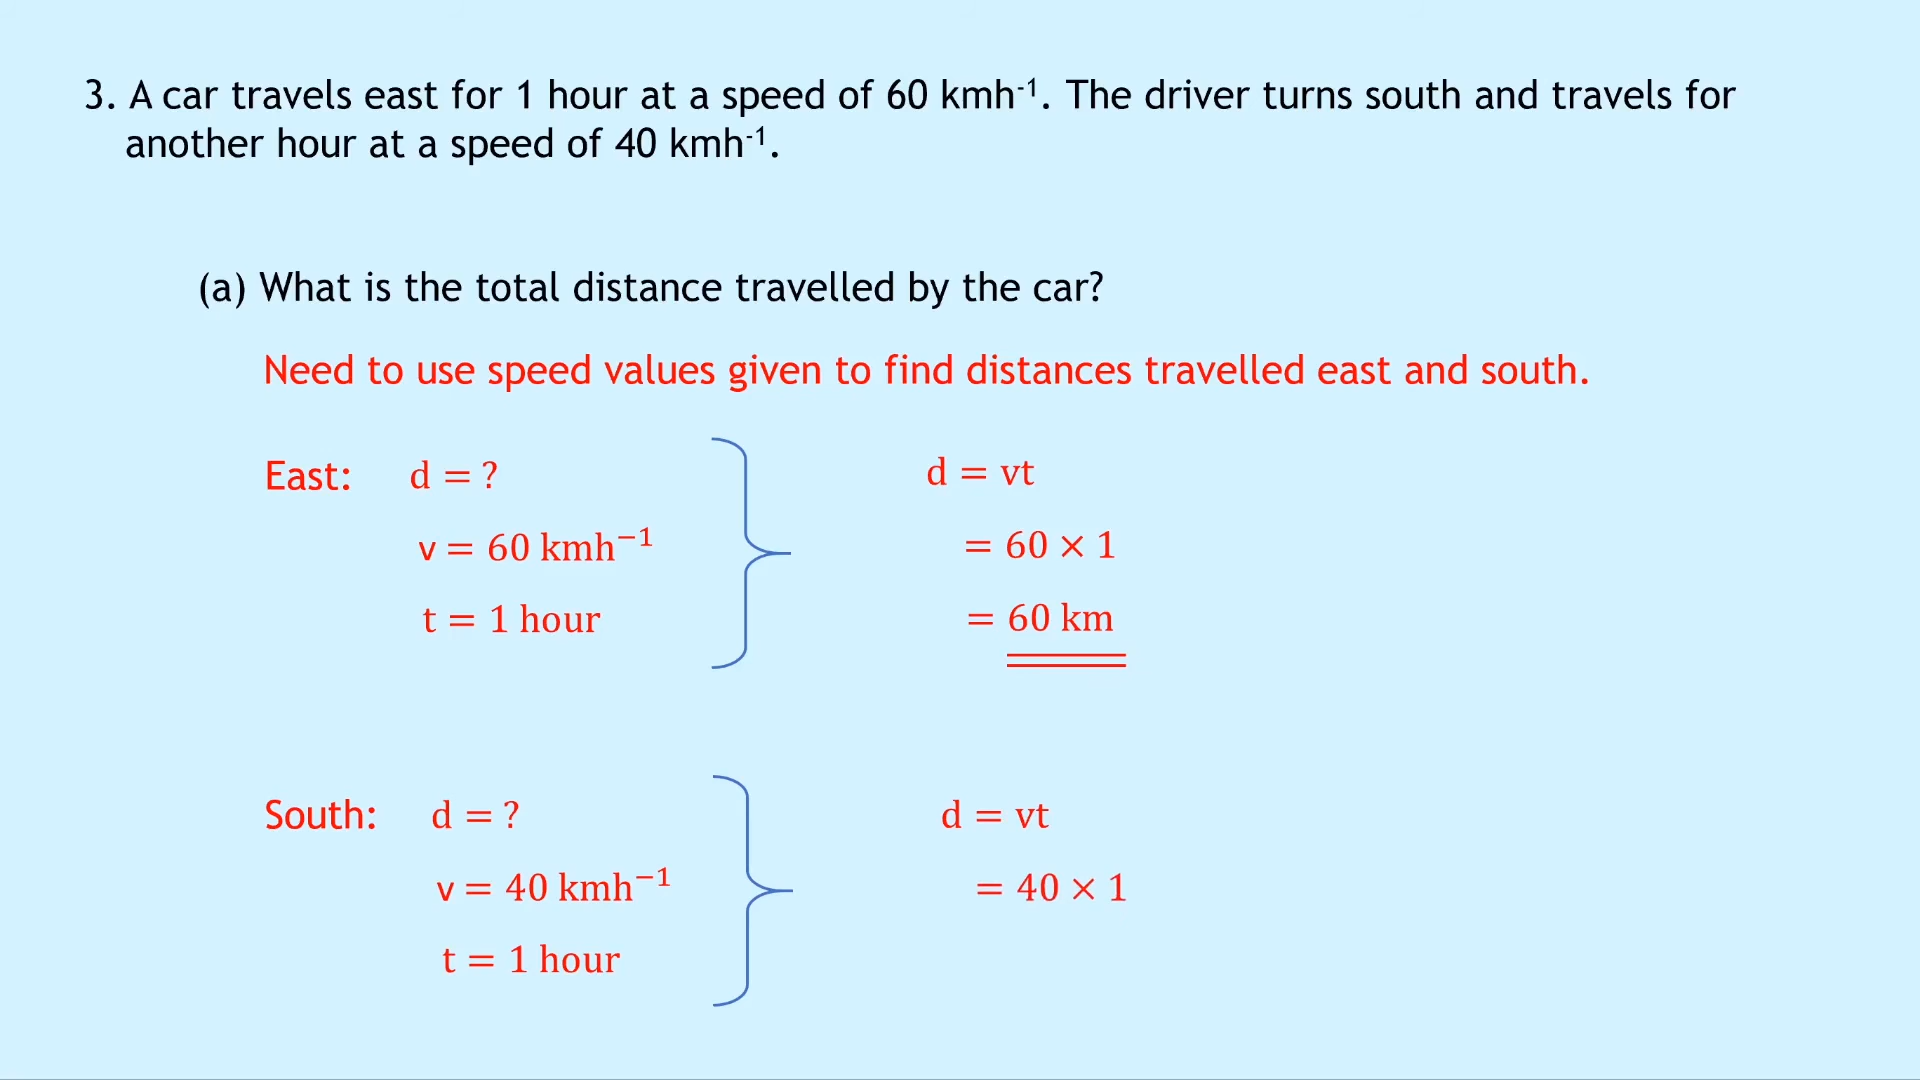 3. A car travels east for 1 hour at a speed of 60 kmh⁻¹. The driver turns south and travels for
another hour at a speed of 40 kmh⁻¹.
(a) What is the total distance travelled by the car?
Need to use speed values given to find distances travelled east and south.
East: d = ?
v = 60 kmh⁻¹
t = 1 hour
d = vt
= 60 × 1
= 60 km
South: d = ?
v = 40 kmh⁻¹
t = 1 hour
d = vt
= 40 × 1